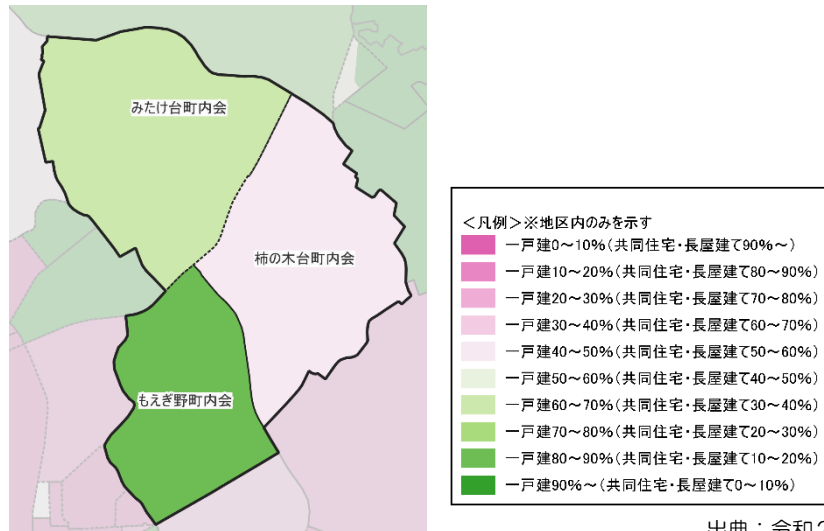 みたけ台町内会
柿の木台町内会
もえぎ野町内会
<凡例>※地区内のみを示す
一戸建0~10%(共同住宅・長屋建て90%~)
一戸建10~20%(共同住宅・長屋建て80~90%)
一戸建20~30%(共同住宅・長屋建て70~80%)
一戸建30~40%(共同住宅・長屋建て60~70%)
一戸建40~50%(共同住宅・長屋建て50~60%)
一戸建50~60%(共同住宅・長屋建て40~50%)
一戸建60~70%(共同住宅・長屋建て30~40%)
一戸建70~80%(共同住宅・長屋建て20~30%)
一戸建80~90%(共同住宅・長屋建て10~20%)
一戸建90%~(共同住宅・長屋建て0~10%)
出典:令和